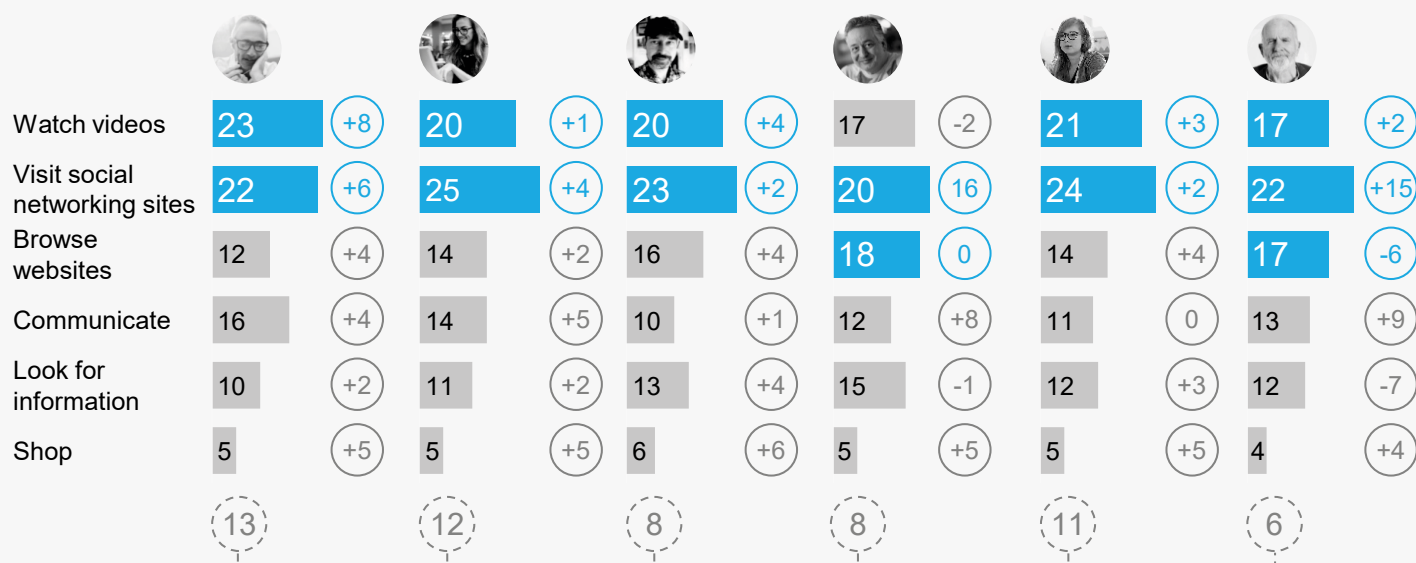 Watch videos 23 +8 20 +1 20 +4 17 -2 21 +3 17 +2
Visit social
networking sites 22 +6 25 +4 23 +2 20 16 24 +2 22 +15
Browse
websites 12 +4 14 +2 16 +4 18 0 14 +4 17 -6
Communicate 16 +4 14 +5 10 +1 12 +8 11 0 13 +9
Look for
information 10 +2 11 +2 13 +4 15 -1 12 +3 12 -7
Shop 5 +5 5 +5 6 +6 5 +5 5 +5 4 +4
13 12 8 8 11 6